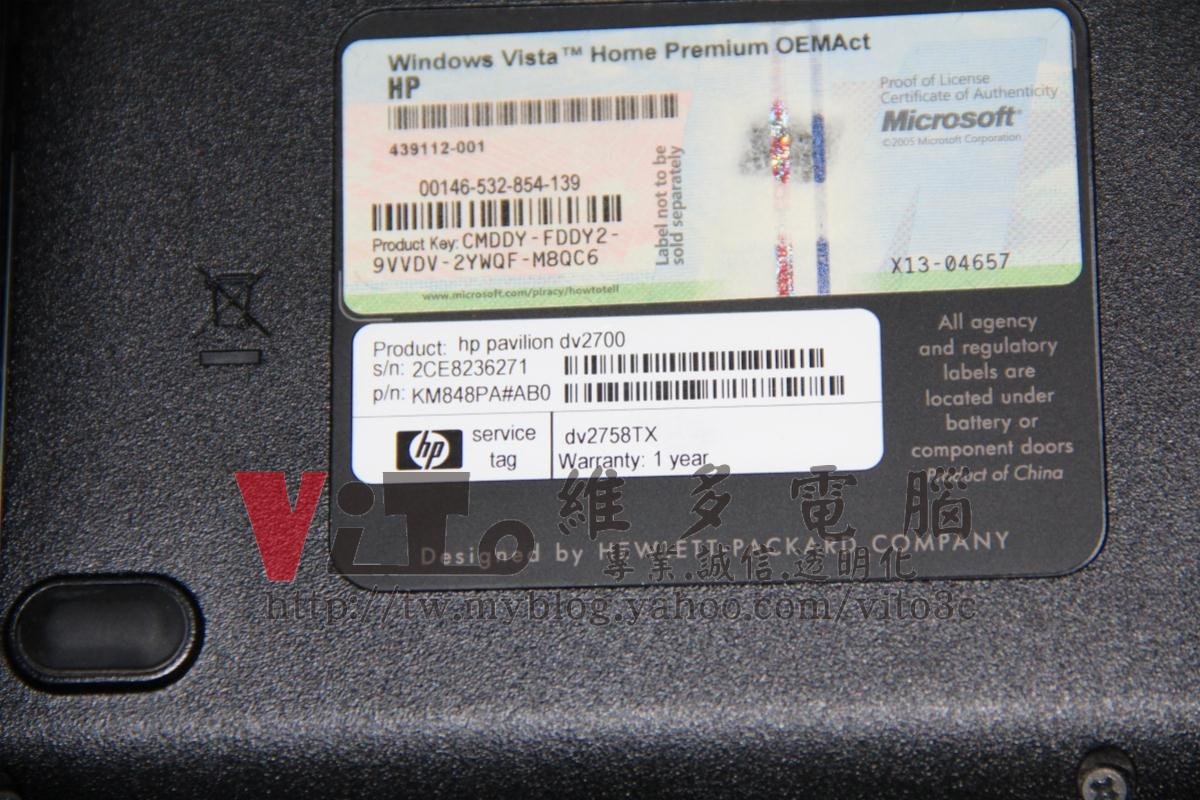 Windows Vista™ Home Premium OEMAct
HP
Proof of License
Certificate of Authenticity
Microsoft®
©2005 Microsoft Corporation
439112-001
00146-532-854-139
Label not to be
sold separately
Product Key: CMDDY-FDDY2-
9VVDV-2YWQF-M8QC6
X13-04657
www.microsoft.com/piracy/howtotell
Product: hp pavilion dv2700
s/n: 2CE8236271
p/n: KM848PA#AB0
hp
service
tag
dv2758TX
Warranty: 1 year
All agency
and regulatory
labels are
located under
battery or
component doors
Product of China
ViTo 維多電腦
Designed by HEWLETT-PACKARD COMPANY
專業.誠信.透明化
http://tw.myblog.yahoo.com/vito3c